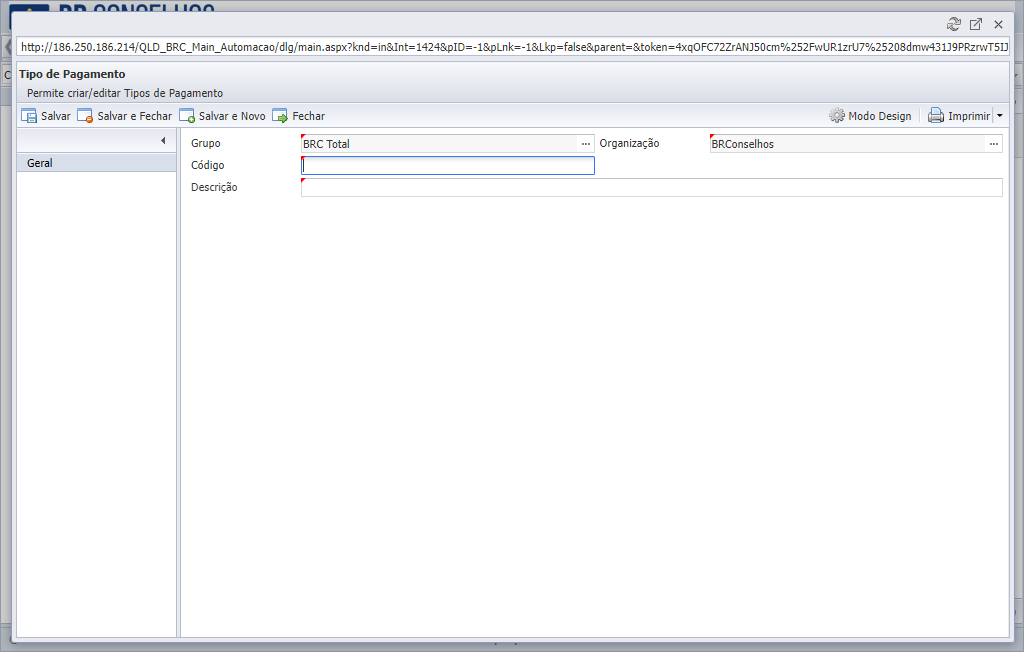 BR CONSELHOS
http://186.250.186.214/QLD_BRC_Main_Automacao/dlg/main.aspx?knd=in&Int=1424&pID=-1&pLnk=-1&Lkp=false&parent=&token=4xqOFC72ZrANJ50cm%252FwUR1zrU7%25208dmw431J9PRzrwT5IJ
Tipo de Pagamento
Permite criar/editar Tipos de Pagamento
Salvar Salvar e Fechar Salvar e Novo Fechar Modo Design Imprimir
Geral
Grupo BRC Total ... Organização BRConselhos ...
Código
Descrição